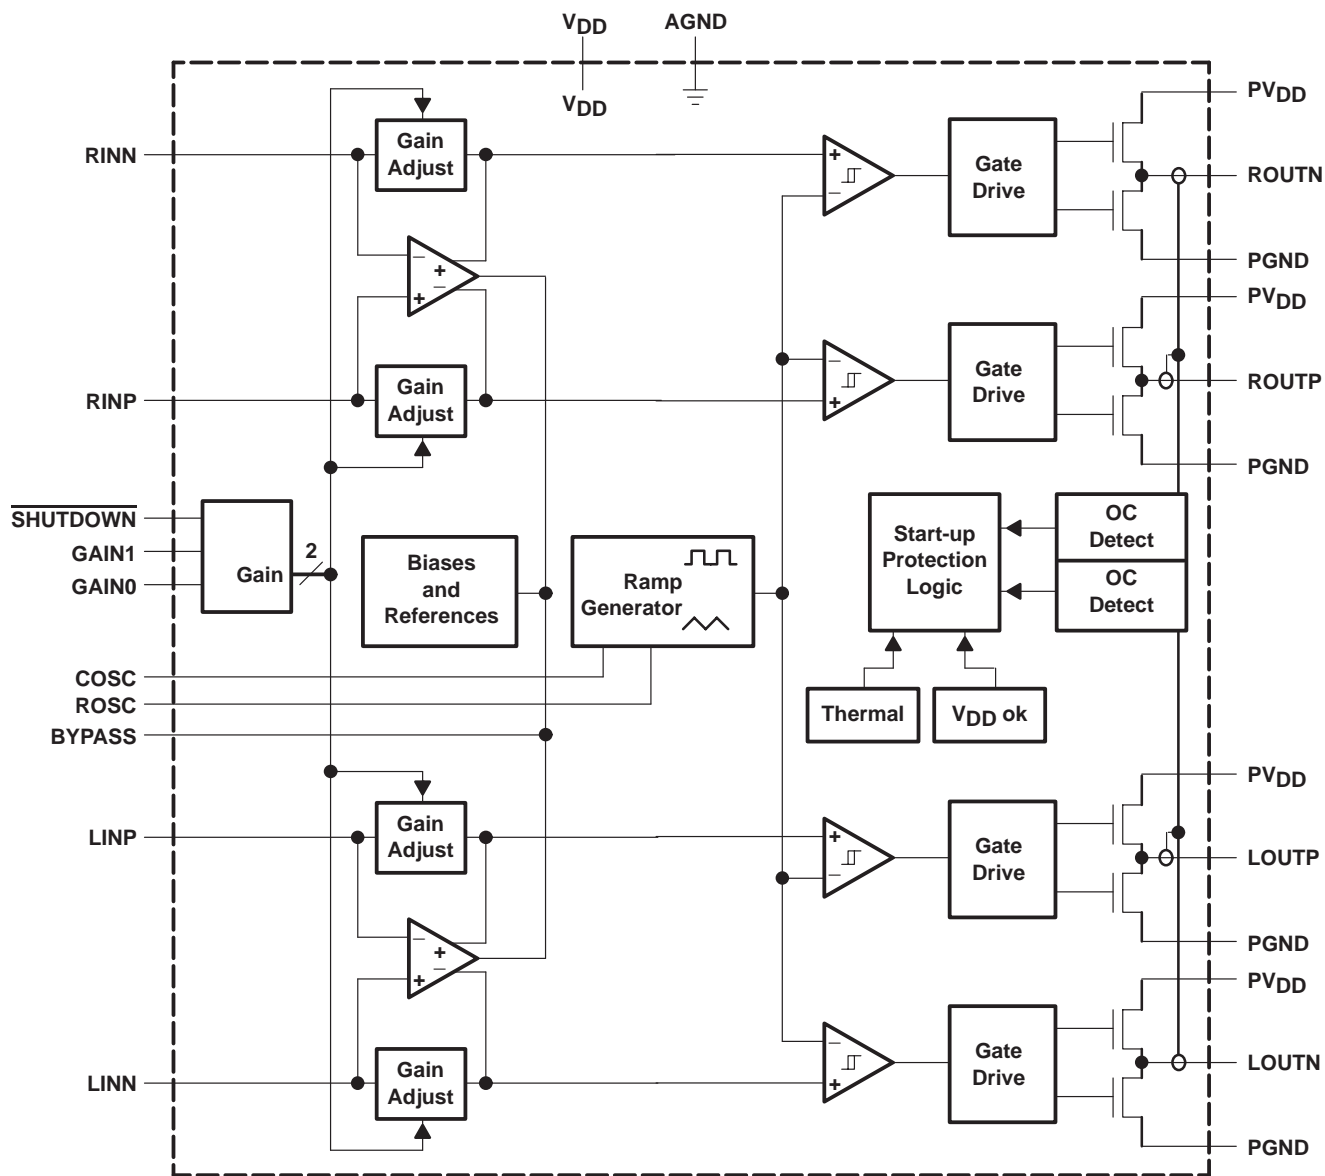 VDD AGND
VDD
PVDD
Gain
Adjust
RINN
+
−
Gate
Drive
ROUTN
−
+
−
+
PGND
PVDD
RINP
Gain
Adjust
−
+
Gate
Drive
ROUTP
PGND
SHUTDOWN
GAIN1
GAIN0
Gain
2
Biases
and
References
Ramp
Generator
Start-up
Protection
Logic
OC
Detect
OC
Detect
COSC
ROSC
BYPASS
Thermal
VDD ok
PVDD
LINP
Gain
Adjust
+
−
Gate
Drive
LOUTP
−
+
−
+
PGND
PVDD
LINN
Gain
Adjust
−
+
Gate
Drive
LOUTN
PGND